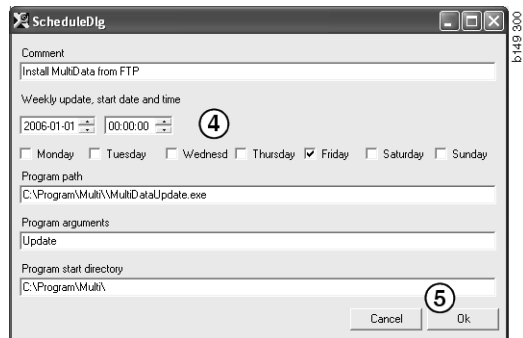 ScheduleDlg
b149 300
Comment
Install MultiData from FTP
Weekly update, start date and time
2006-01-01 00:00:00 4
Monday Tuesday Wednesd Thursday Friday Saturday Sunday
Program path
C:\Program\Multi\\MultiDataUpdate.exe
Program arguments
Update
Program start directory
C:\Program\Multi\
5
Cancel Ok